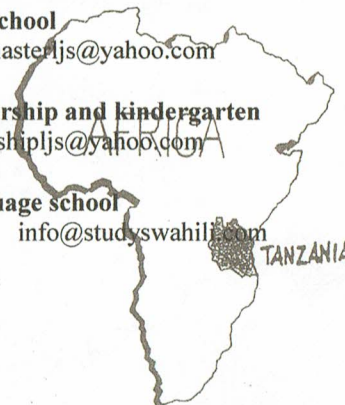 chool
asterljs@yahoo.com
rship and kindergarten
shipljs@yahoo.com
AFRICA
uage school
info@studyswahili.com
TANZANIA